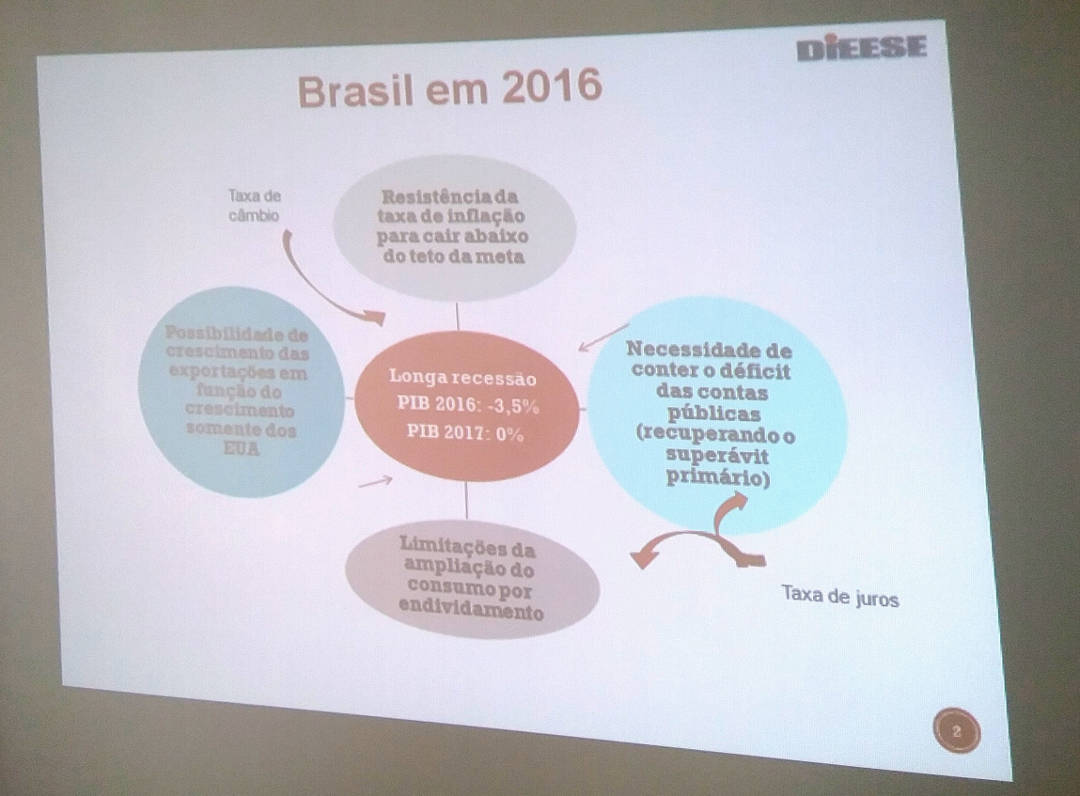 DIEESE
Brasil em 2016
Taxa de
câmbio
Resistência da
taxa de inflação
para cair abaixo
do teto da meta
Possibilidade de
crescimento das
exportações em
função do
crescimento
somente dos
EUA
Longa recessão
PIB 2016: -3,5%
PIB 2017: 0%
Necessidade de
conter o déficit
das contas
públicas
(recuperando o
superávit
primário)
Limitações da
ampliação do
consumo por
endividamento
Taxa de juros
2